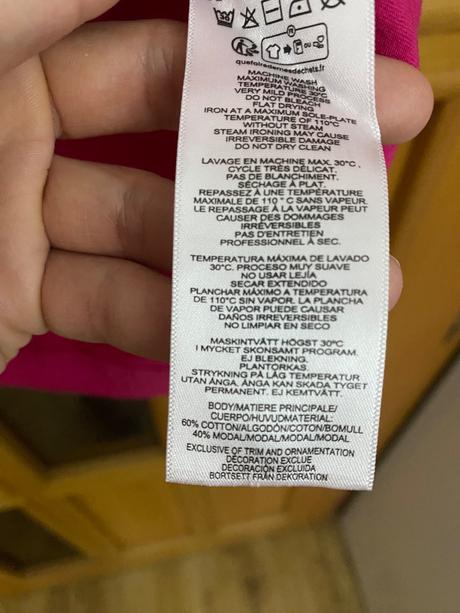 quefairedemesdechets.fr
MACHINE WASH
MAXIMUM WASHING
TEMPERATURE 30°C
VERY MILD PROCESS
DO NOT BLEACH
FLAT DRYING
IRON AT A MAXIMUM SOLE-PLATE
TEMPERATURE OF 110°C
WITHOUT STEAM
STEAM IRONING MAY CAUSE
IRREVERSIBLE DAMAGE
DO NOT DRY CLEAN
LAVAGE EN MACHINE MAX. 30°C,
CYCLE TRÈS DÉLICAT.
PAS DE BLANCHIMENT.
SÉCHAGE À PLAT.
REPASSEZ À UNE TEMPÉRATURE
MAXIMALE DE 110 ° C SANS VAPEUR.
LE REPASSAGE À LA VAPEUR PEUT
CAUSER DES DOMMAGES
IRRÉVERSIBLES
PAS D'ENTRETIEN
PROFESSIONNEL À SEC.
TEMPERATURA MÁXIMA DE LAVADO
30°C. PROCESO MUY SUAVE
NO USAR LEJÍA
SECAR EXTENDIDO
PLANCHAR MÁXIMO A TEMPERATURA
DE 110°C SIN VAPOR. LA PLANCHA
DE VAPOR PUEDE CAUSAR
DAÑOS IRREVERSIBLES
NO LIMPIAR EN SECO
MASKINTVÄTT HÖGST 30°C
I MYCKET SKONSAMT PROGRAM.
EJ BLEKNING.
PLANTORKAS.
STRYKNING PÅ LÅG TEMPERATUR
UTAN ÅNGA. ÅNGA KAN SKADA TYGET
PERMANENT. EJ KEMTVÄTT.
BODY/MATIERE PRINCIPALE/
CUERPO/HUVUDMATERIAL:
60% COTTON/ALGODÓN/COTON/BOMULL
40% MODAL/MODAL/MODAL/MODAL
EXCLUSIVE OF TRIM AND ORNAMENTATION
DÉCORATION EXCLUE
DECORACIÓN EXCLUIDA
BORTSETT FRÅN DEKORATION